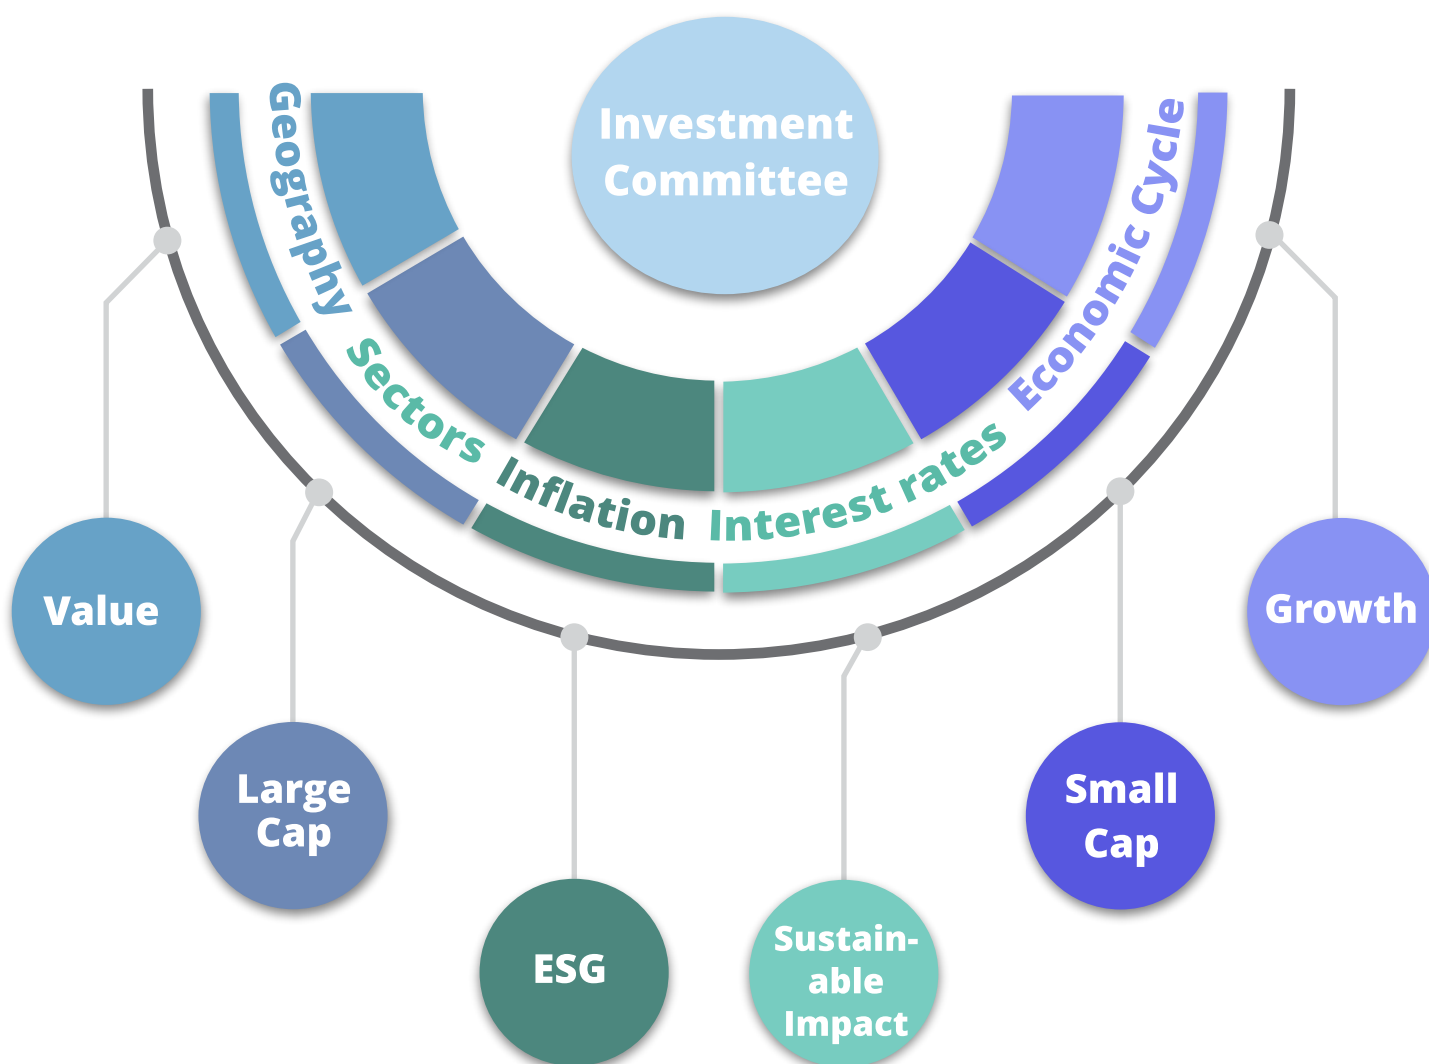 Investment
Committee
Geography
Sectors
Inflation
Interest rates
Economic Cycle
Value
Large
Cap
ESG
Sustain-
able
Impact
Small
Cap
Growth